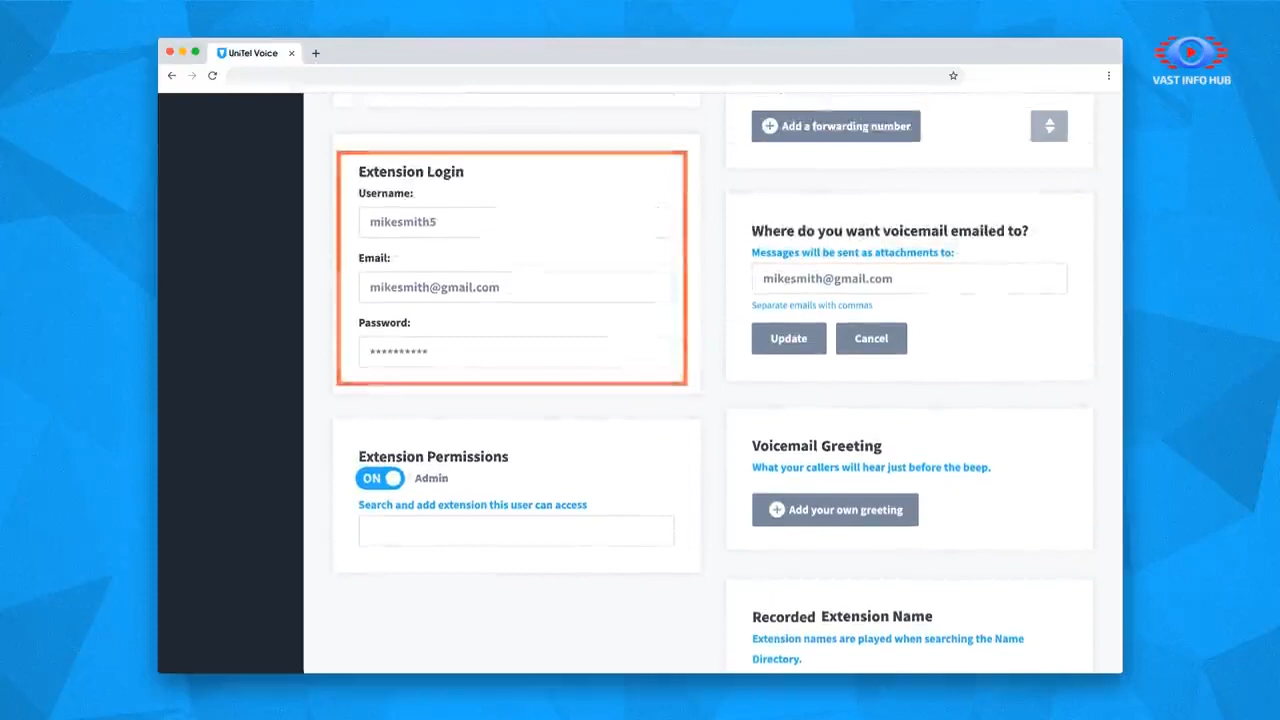 UniTel Voice
VAST INFO HUB
Extension Login
Username:
mikesmith5
Email:
mikesmith@gmail.com
Password:
**********
Extension Permissions
ON Admin
Search and add extension this user can access
Add a forwarding number
Where do you want voicemail emailed to?
Messages will be sent as attachments to:
mikesmith@gmail.com
Separate emails with commas
Update Cancel
Voicemail Greeting
What your callers will hear just before the beep.
Add your own greeting
Recorded Extension Name
Extension names are played when searching the Name
Directory.